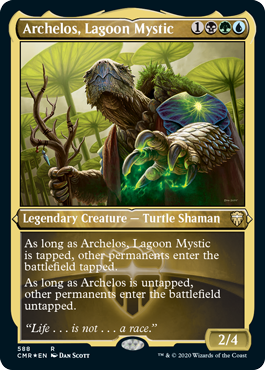 Archelos, Lagoon Mystic 1
Legendary Creature — Turtle Shaman
As long as Archelos, Lagoon Mystic
is tapped, other permanents enter the
battlefield tapped.
As long as Archelos is untapped,
other permanents enter the battlefield
untapped.
“Life . . . is not . . . a race.”
2/4
588 R
CMR★EN DAN SCOTT
™ & © 2020 Wizards of the Coast